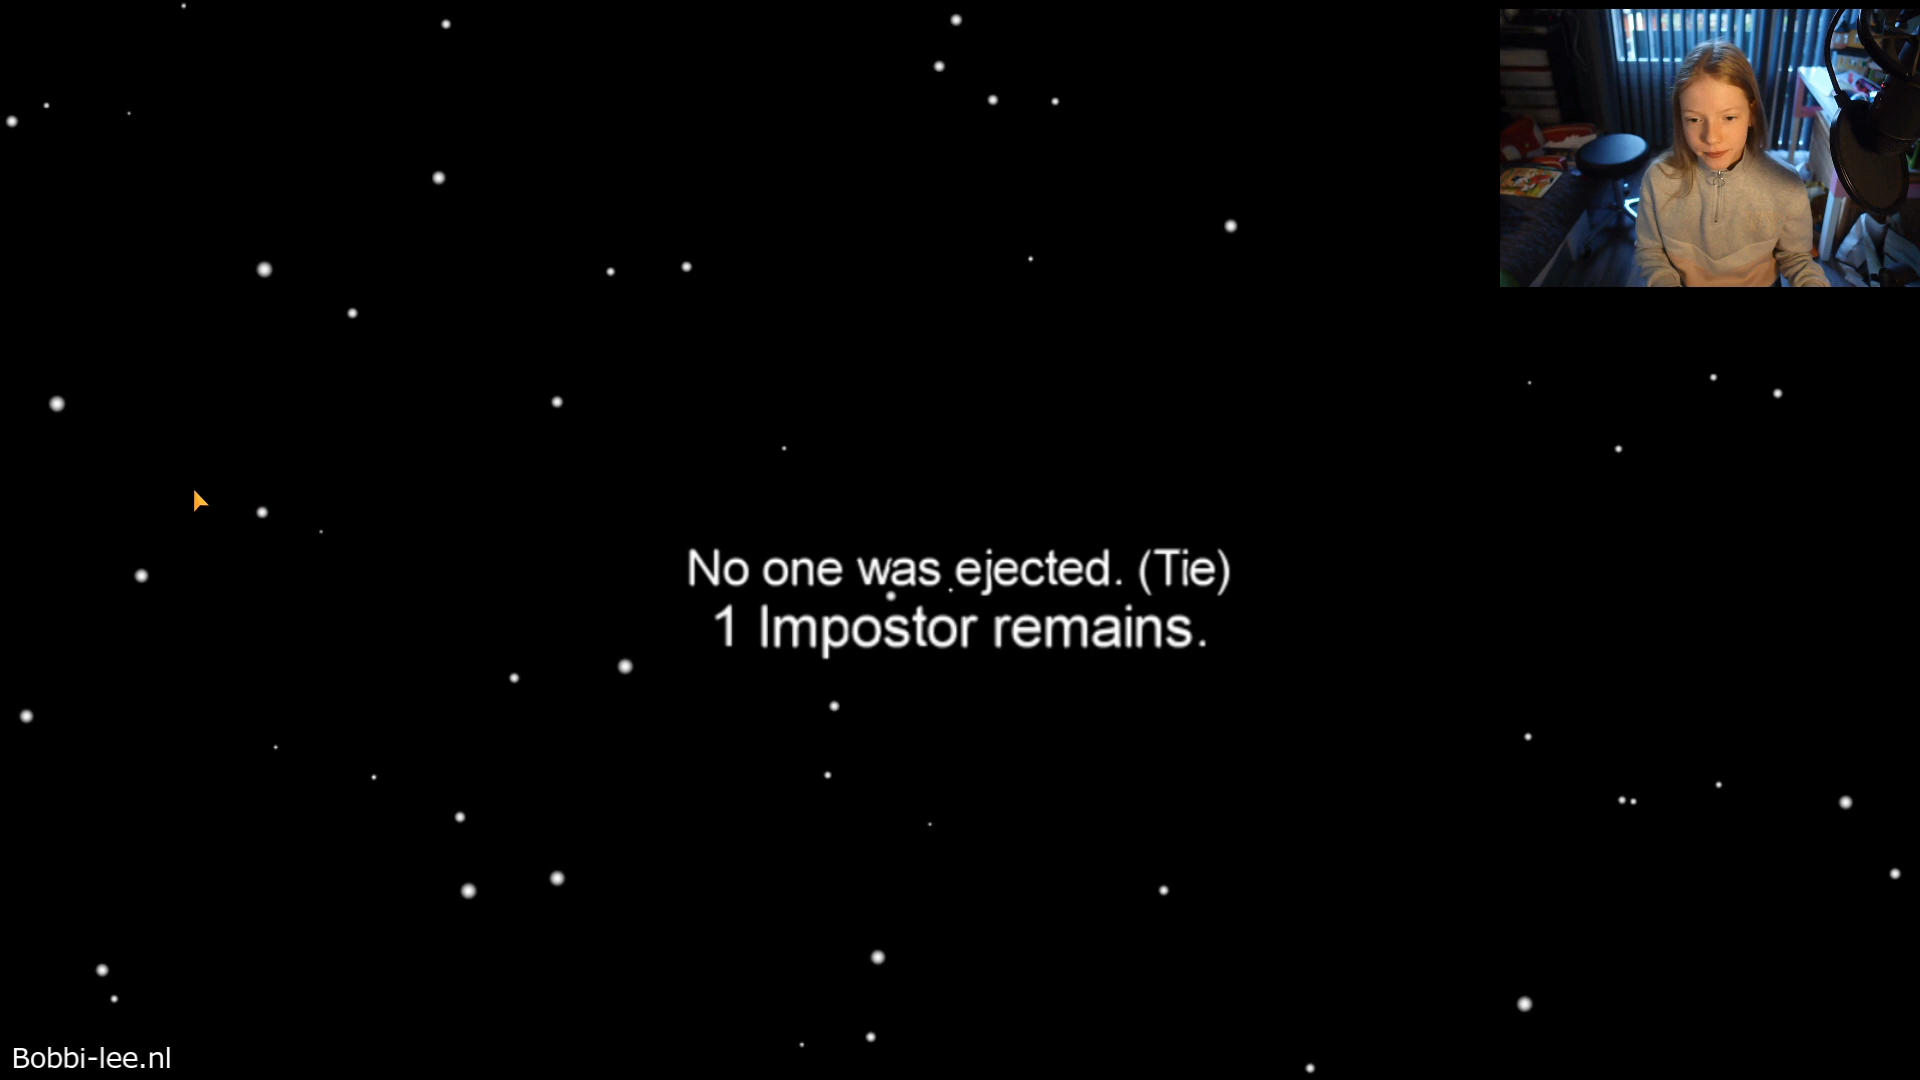 No one was ejected. (Tie)
1 Impostor remains.
Bobbi-lee.nl